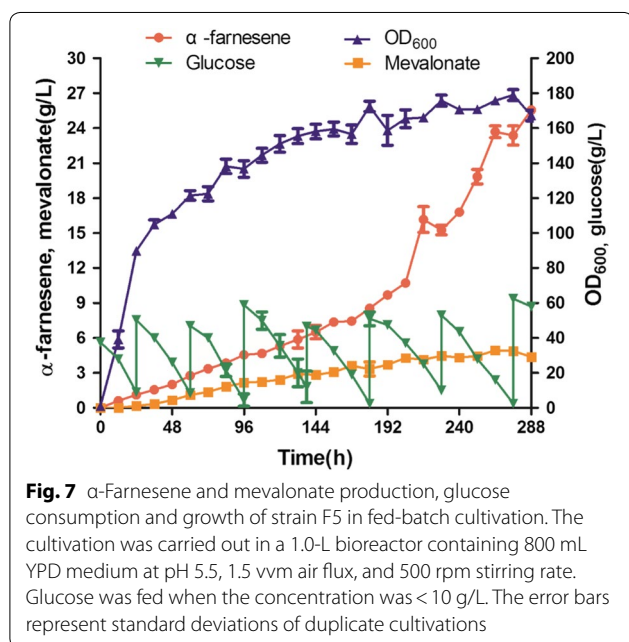 α -farnesene
OD600
Glucose
Mevalonate
30
27
24
21
18
15
12
9
6
3
0
α-farnesene, mevalonate(g/L)
200
180
160
140
120
100
80
60
40
20
0
OD600, glucose(g/L)
0 48 96 144 192 240 288
Time(h)
Fig. 7 α-Farnesene and mevalonate production, glucose
consumption and growth of strain F5 in fed-batch cultivation. The
cultivation was carried out in a 1.0-L bioreactor containing 800 mL
YPD medium at pH 5.5, 1.5 vvm air flux, and 500 rpm stirring rate.
Glucose was fed when the concentration was < 10 g/L. The error bars
represent standard deviations of duplicate cultivations